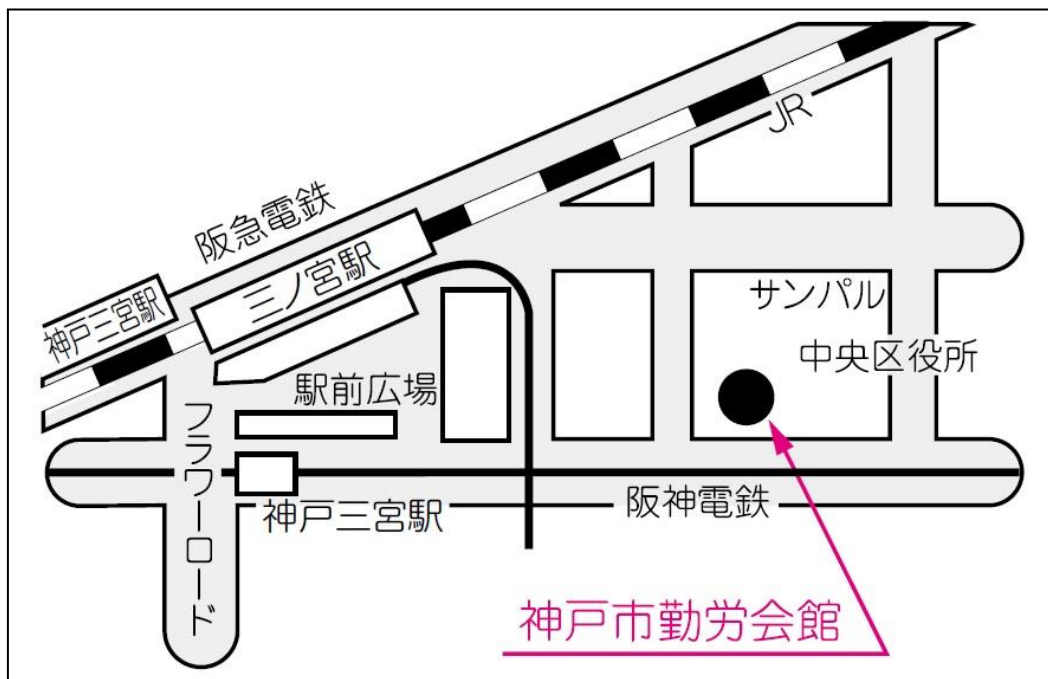 JR
阪急電鉄
三ノ宮駅
神戸三宮駅
サンパル
中央区役所
駅前広場
フラワーロード
阪神電鉄
神戸三宮駅
神戸市勤労会館